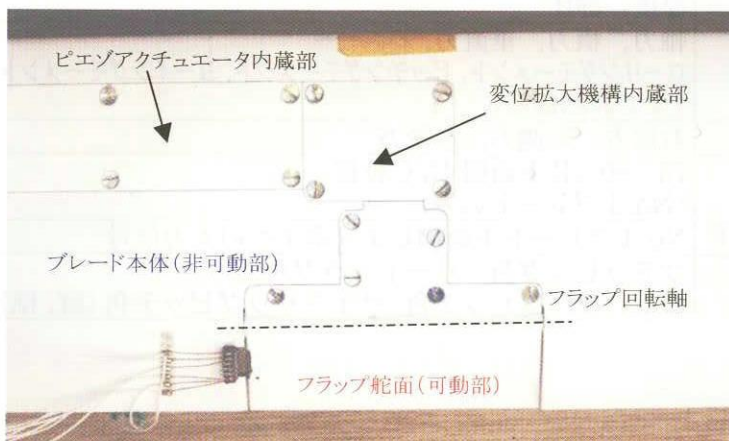 ピエゾアクチュエータ内蔵部
変位拡大機構内蔵部
ブレード本体(非可動部)
フラップ回転軸
フラップ舵面(可動部)